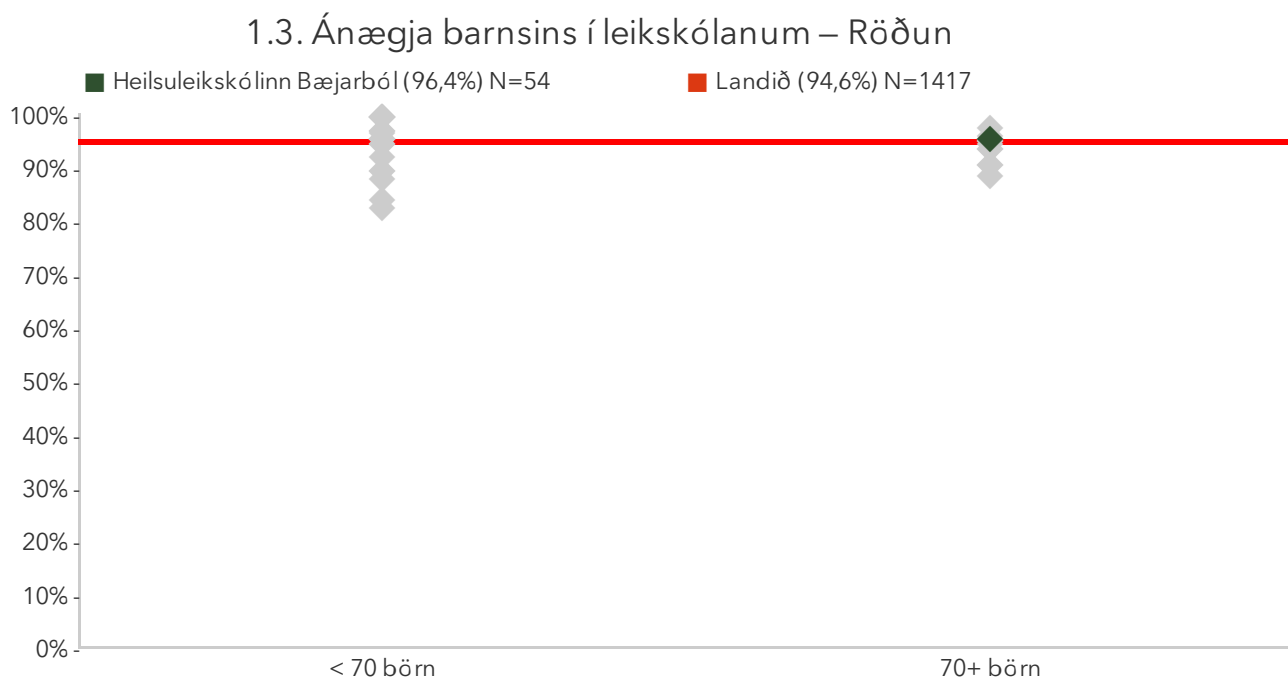 1.3. Ánægja barnsins í leikskólanum – Röðun
Heilsuleikskólinn Bæjarból (96,4%) N=54
Landið (94,6%) N=1417
100%
90%
80%
70%
60%
50%
40%
30%
20%
10%
0%
< 70 börn
70+ börn